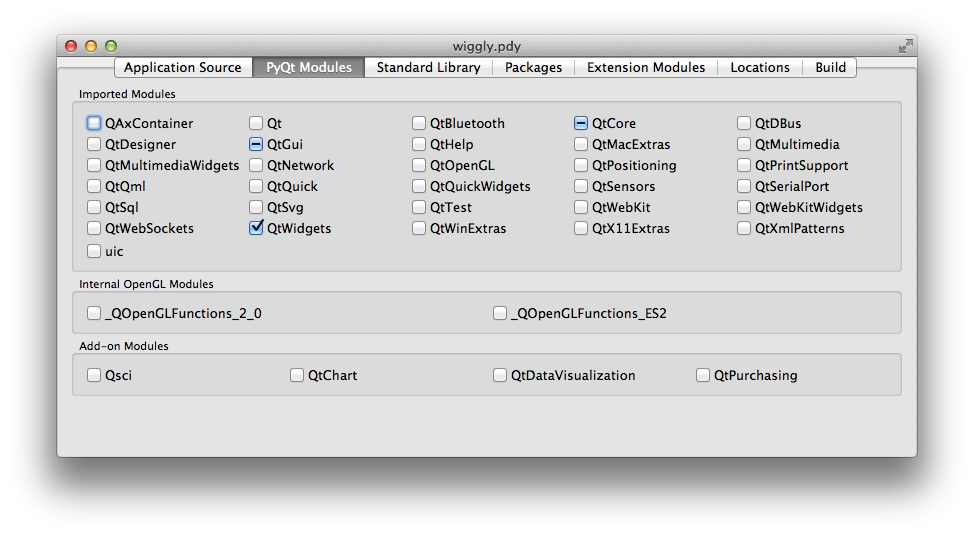 wiggly.pdy
Application Source PyQt Modules Standard Library Packages Extension Modules Locations Build
Imported Modules
QAxContainer Qt QtBluetooth QtCore QtDBus
QtDesigner QtGui QtHelp QtMacExtras QtMultimedia
QtMultimediaWidgets QtNetwork QtOpenGL QtPositioning QtPrintSupport
QtQml QtQuick QtQuickWidgets QtSensors QtSerialPort
QtSql QtSvg QtTest QtWebKit QtWebKitWidgets
QtWebSockets QtWidgets QtWinExtras QtX11Extras QtXmlPatterns
uic
Internal OpenGL Modules
_QOpenGLFunctions_2_0 _QOpenGLFunctions_ES2
Add-on Modules
Qsci QtChart QtDataVisualization QtPurchasing